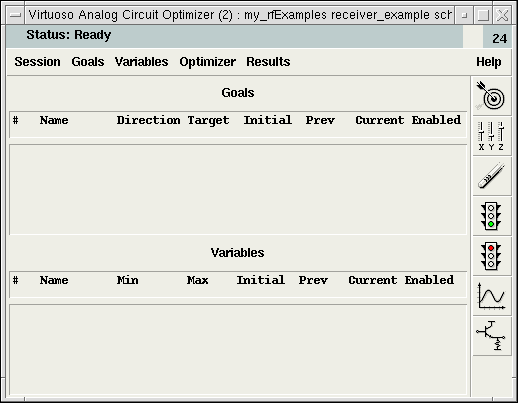 Virtuoso Analog Circuit Optimizer (2) : my_rfExamples receiver_example sch
Status: Ready 24
Session Goals Variables Optimizer Results Help
Goals
# Name Direction Target Initial Prev Current Enabled
X Y Z
Variables
# Name Min Max Initial Prev Current Enabled